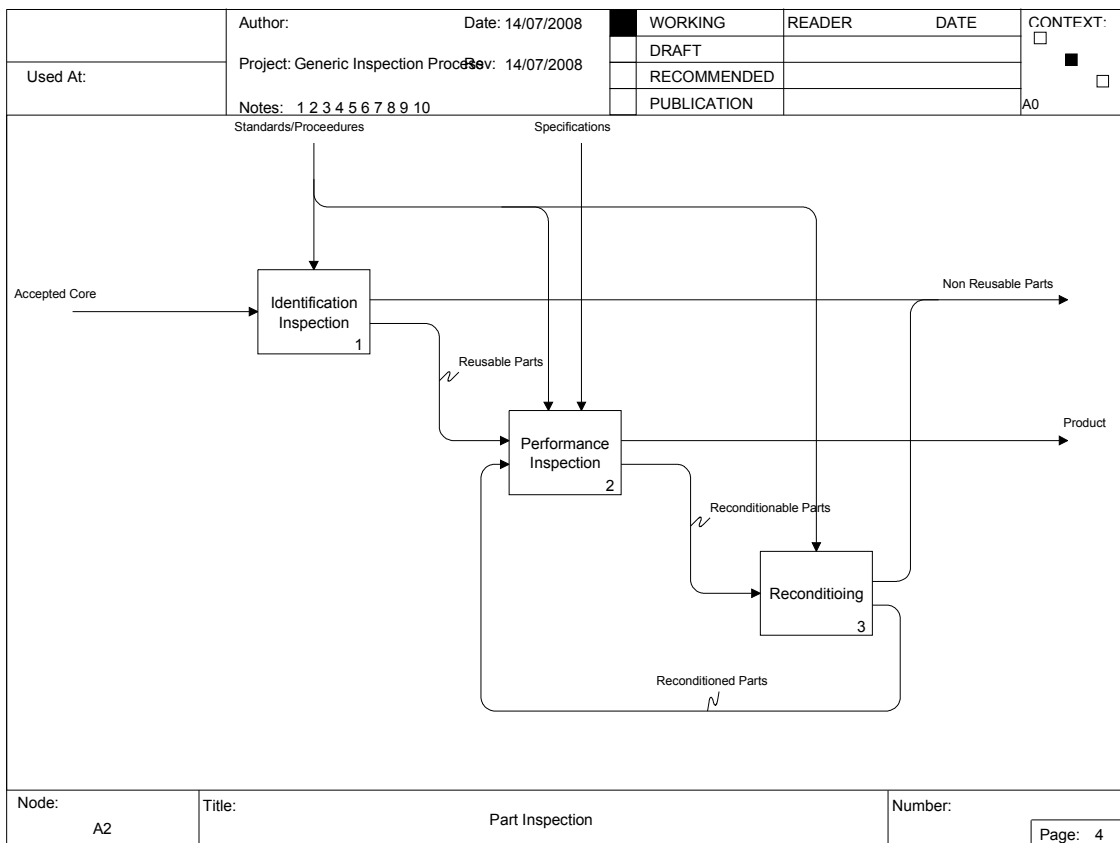 Used At:
Author:
Date: 14/07/2008
Project: Generic Inspection Process
Rev: 14/07/2008
Notes: 1 2 3 4 5 6 7 8 9 10
WORKING
DRAFT
RECOMMENDED
PUBLICATION
READER
DATE
CONTEXT:
A0
Standards/Proceedures
Specifications
Accepted Core
Identification
Inspection
1
Non Reusable Parts
Reusable Parts
Performance
Inspection
2
Product
Reconditionable Parts
Reconditioing
3
Reconditioned Parts
Node:
A2
Title:
Part Inspection
Number:
Page: 4